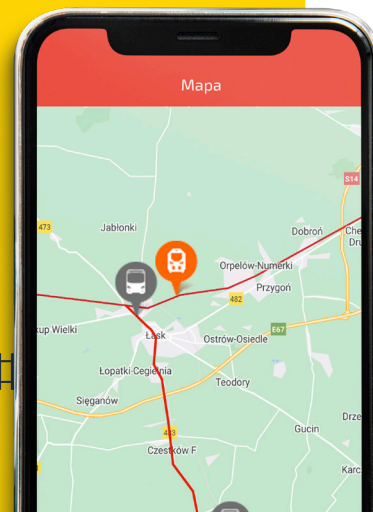 Mapa
S14
473
Jabłonki
Dobroń
Orpelów-Numerki
Przygoń
482
E67
Łask
Ostrów-Osiedle
kup Wielki
Łopatki-Cegielnia
Teodory
Sięganów
Gucin
Czestków F